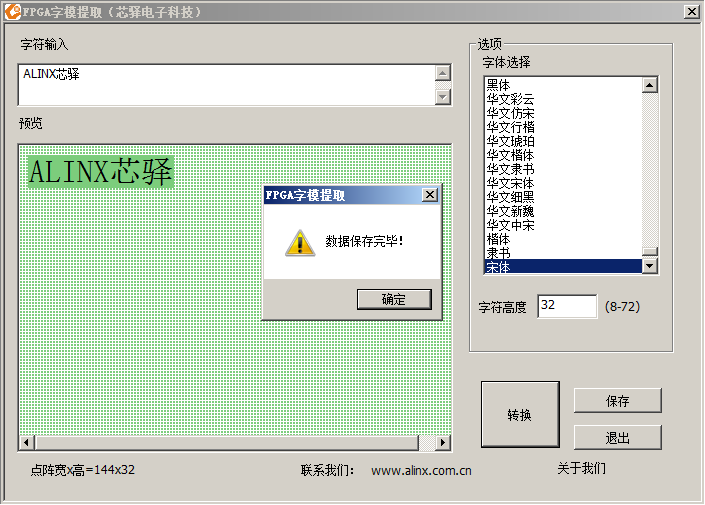 FPGA字模提取（芯驿电子科技）
字符输入
ALINX芯驿
预览
ALINX芯驿
FPGA字模提取
数据保存完毕！
确定
点阵宽x高=144x32
联系我们：
www.alinx.com.cn
选项
字体选择
黑体
华文彩云
华文仿宋
华文行楷
华文琥珀
华文楷体
华文隶书
华文宋体
华文细黑
华文新魏
华文中宋
楷体
隶书
宋体
字符高度
32
(8-72)
转换
保存
退出
关于我们